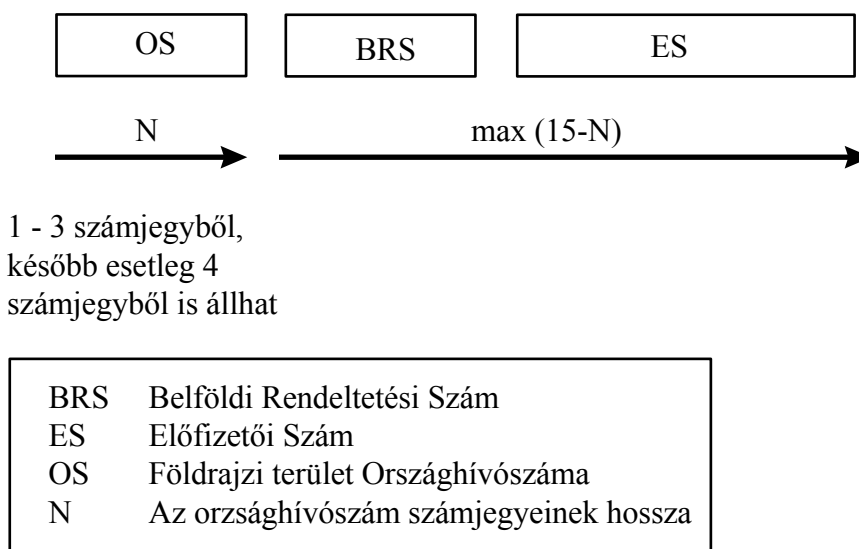 OS BRS ES
N max (15-N)
1 - 3 számjegyből,
később esetleg 4
számjegyből is állhat
BRS Belföldi Rendeltetési Szám
ES Előfizetői Szám
OS Földrajzi terület Országhívószáma
N Az orzsághívószám számjegyeinek hossza